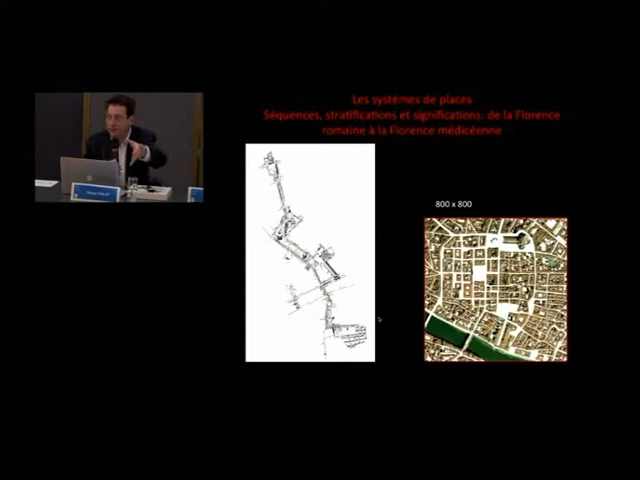 Les systèmes de places
Séquences, stratifications et significations: de la Florence
romaine à la Florence médicéenne
800 x 800